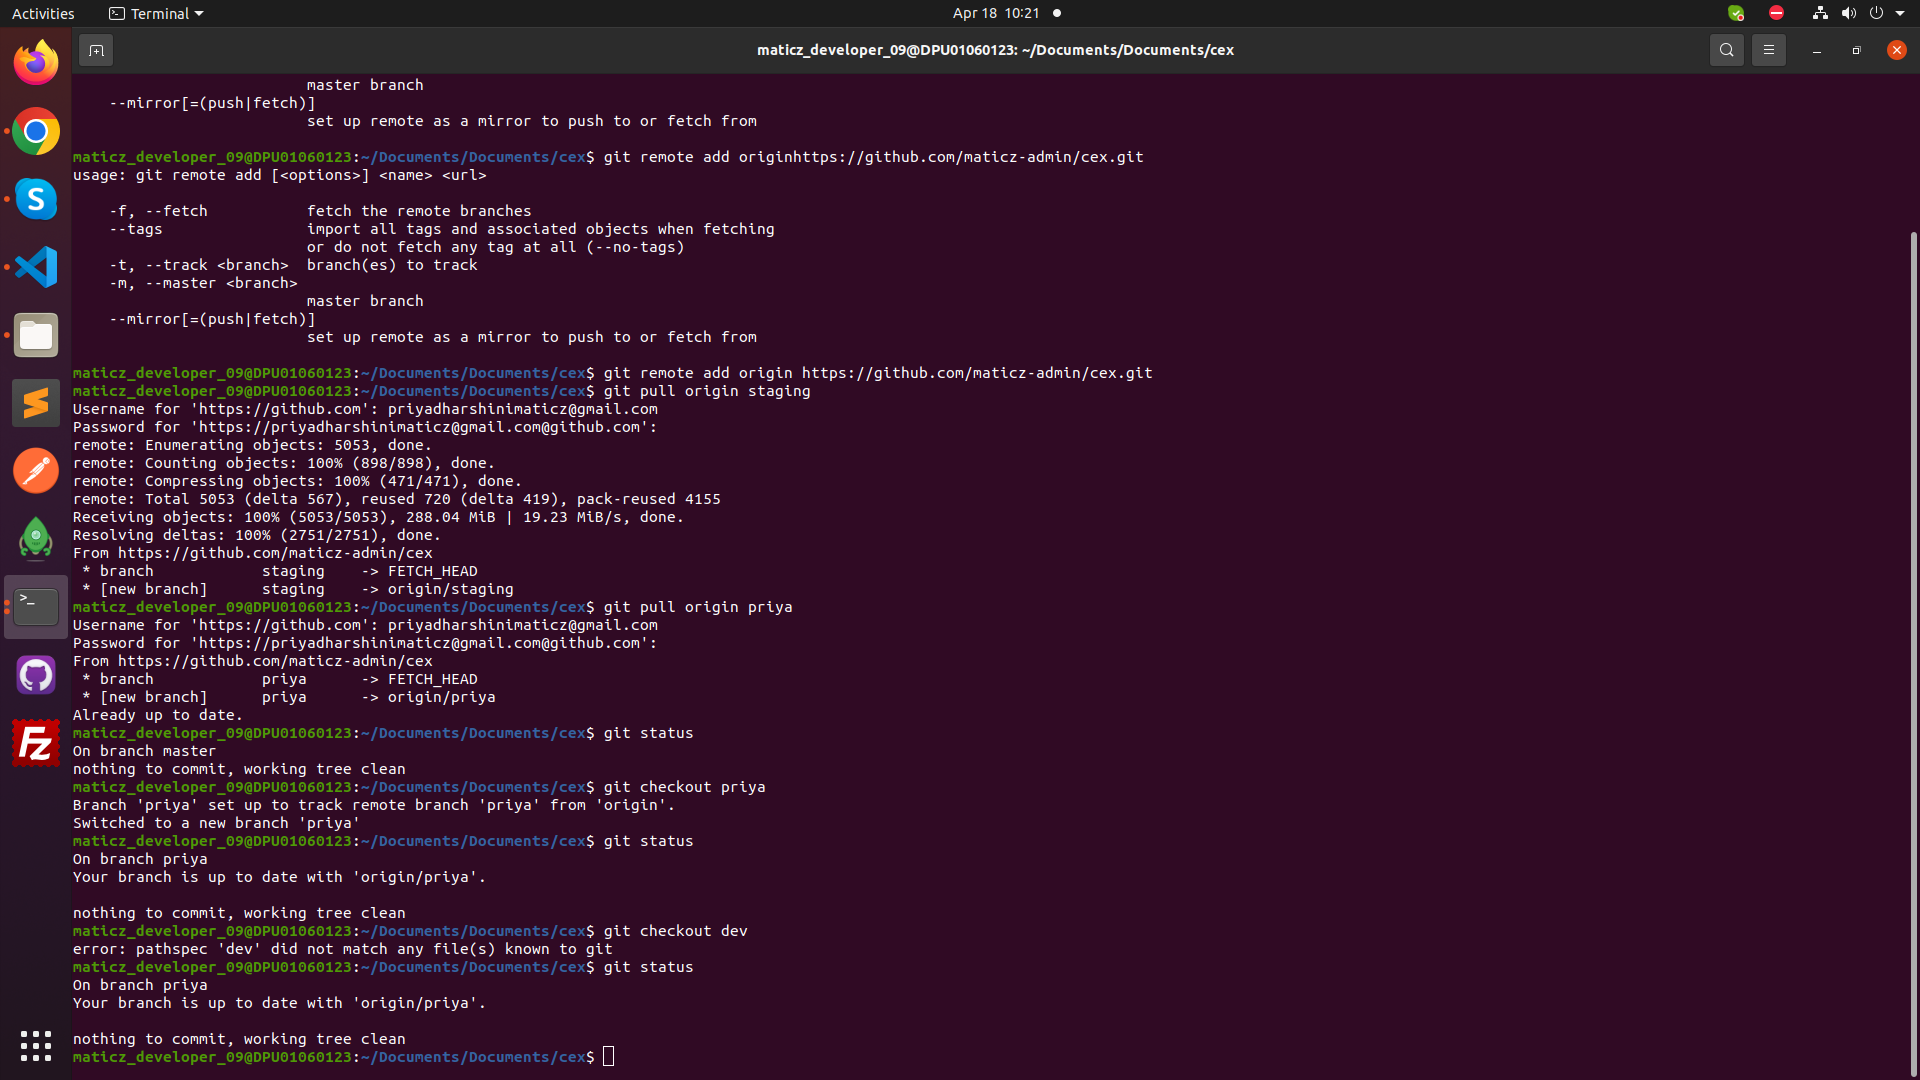 Activities
Terminal
Apr 18 10:21
maticz_developer_09@DPU01060123: ~/Documents/Documents/cex
master branch
--mirror[=(push|fetch)]
set up remote as a mirror to push to or fetch from
maticz_developer_09@DPU01060123:~/Documents/Documents/cex$ git remote add originhttps://github.com/maticz-admin/cex.git
usage: git remote add [<options>] <name> <url>
-f, --fetch fetch the remote branches
--tags import all tags and associated objects when fetching
or do not fetch any tag at all (--no-tags)
-t, --track <branch> branch(es) to track
-m, --master <branch>
master branch
--mirror[=(push|fetch)]
set up remote as a mirror to push to or fetch from
maticz_developer_09@DPU01060123:~/Documents/Documents/cex$ git remote add origin https://github.com/maticz-admin/cex.git
maticz_developer_09@DPU01060123:~/Documents/Documents/cex$ git pull origin staging
Username for 'https://github.com': priyadharshinimaticz@gmail.com
Password for 'https://priyadharshinimaticz@gmail.com@github.com':
remote: Enumerating objects: 5053, done.
remote: Counting objects: 100% (898/898), done.
remote: Compressing objects: 100% (471/471), done.
remote: Total 5053 (delta 567), reused 720 (delta 419), pack-reused 4155
Receiving objects: 100% (5053/5053), 288.04 MiB | 19.23 MiB/s, done.
Resolving deltas: 100% (2751/2751), done.
From https://github.com/maticz-admin/cex
* branch staging -> FETCH_HEAD
* [new branch] staging -> origin/staging
maticz_developer_09@DPU01060123:~/Documents/Documents/cex$ git pull origin priya
Username for 'https://github.com': priyadharshinimaticz@gmail.com
Password for 'https://priyadharshinimaticz@gmail.com@github.com':
From https://github.com/maticz-admin/cex
* branch priya -> FETCH_HEAD
* [new branch] priya -> origin/priya
Already up to date.
maticz_developer_09@DPU01060123:~/Documents/Documents/cex$ git status
On branch master
nothing to commit, working tree clean
maticz_developer_09@DPU01060123:~/Documents/Documents/cex$ git checkout priya
Branch 'priya' set up to track remote branch 'priya' from 'origin'.
Switched to a new branch 'priya'
maticz_developer_09@DPU01060123:~/Documents/Documents/cex$ git status
On branch priya
Your branch is up to date with 'origin/priya'.
nothing to commit, working tree clean
maticz_developer_09@DPU01060123:~/Documents/Documents/cex$ git checkout dev
error: pathspec 'dev' did not match any file(s) known to git
maticz_developer_09@DPU01060123:~/Documents/Documents/cex$ git status
On branch priya
Your branch is up to date with 'origin/priya'.
nothing to commit, working tree clean
maticz_developer_09@DPU01060123:~/Documents/Documents/cex$